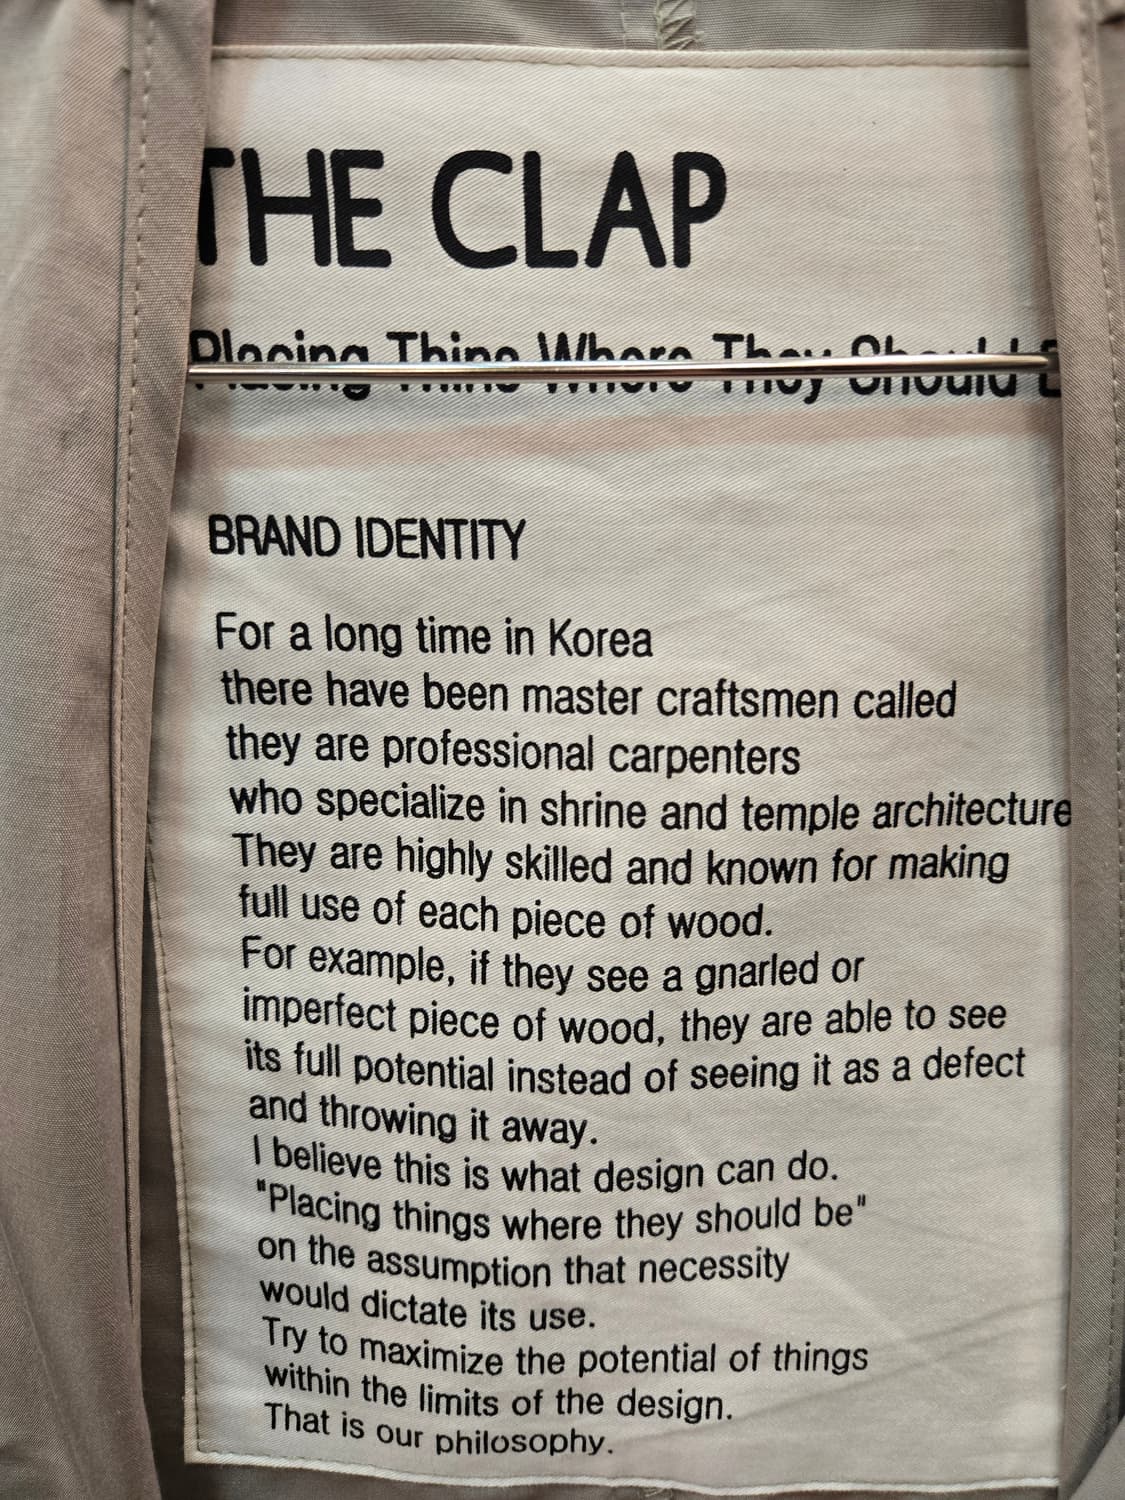 THE CLAP
Placing Thing Where They Should
BRAND IDENTITY
For a long time in Korea
there have been master craftsmen called
they are professional carpenters
who specialize in shrine and temple architecture
They are highly skilled and known for making
full use of each piece of wood.
For example, if they see a gnarled or
imperfect piece of wood, they are able to see
its full potential instead of seeing it as a defect
and throwing it away.
I believe this is what design can do.
"Placing things where they should be"
on the assumption that necessity
would dictate its use.
Try to maximize the potential of things
within the limits of the design.
That is our philosophy.